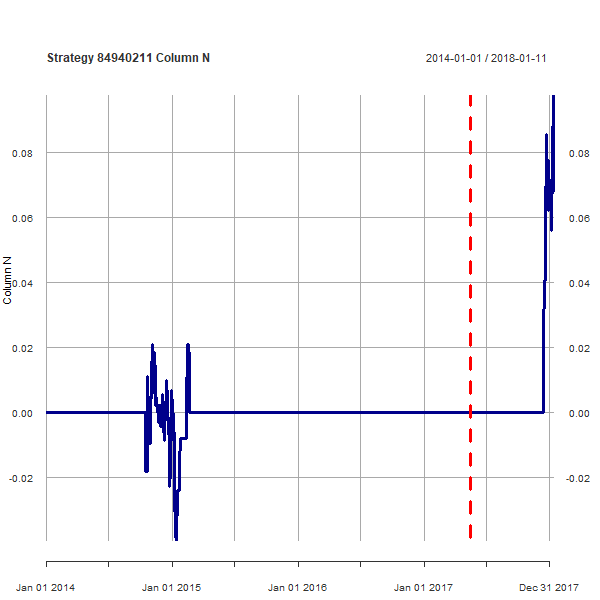 Strategy 84940211 Column N
2014-01-01 / 2018-01-11
0.08
0.08
0.06
0.06
Column N
0.04
0.04
0.02
0.02
0.00
0.00
-0.02
-0.02
Jan 01 2014
Jan 01 2015
Jan 01 2016
Jan 01 2017
Dec 31 2017